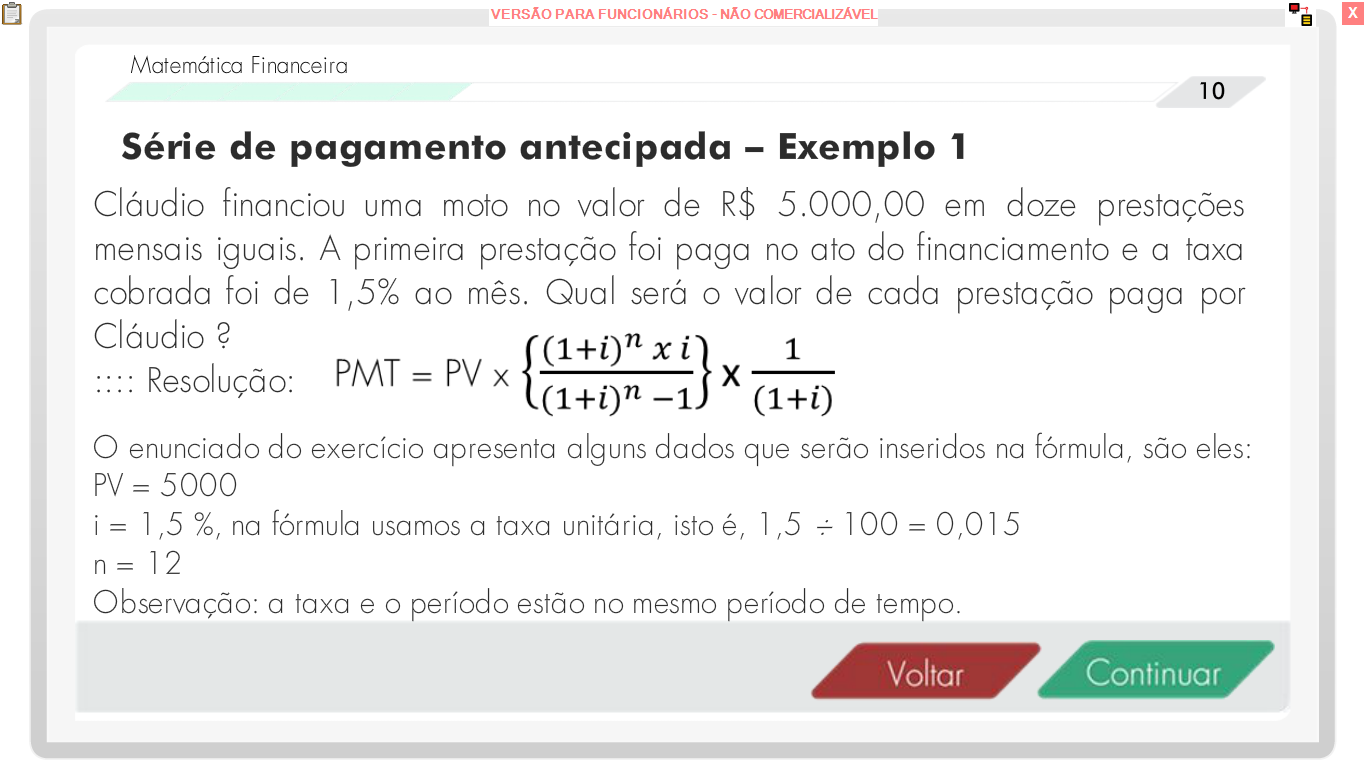 VERSÃO PARA FUNCIONÁRIOS - NÃO COMERCIALIZÁVEL
X
Matemática Financeira
10
Série de pagamento antecipada – Exemplo 1
Cláudio financiou uma moto no valor de R$ 5.000,00 em doze prestações
mensais iguais. A primeira prestação foi paga no ato do financiamento e a taxa
cobrada foi de 1,5% ao mês. Qual será o valor de cada prestação paga por
Cláudio ?
:::: Resolução: PMT = PV x {((1+i)^n x i)/((1+i)^n −1)} x 1/(1+i)
O enunciado do exercício apresenta alguns dados que serão inseridos na fórmula, são eles:
PV = 5000
i = 1,5 %, na fórmula usamos a taxa unitária, isto é, 1,5 ÷ 100 = 0,015
n = 12
Observação: a taxa e o período estão no mesmo período de tempo.
Voltar
Continuar